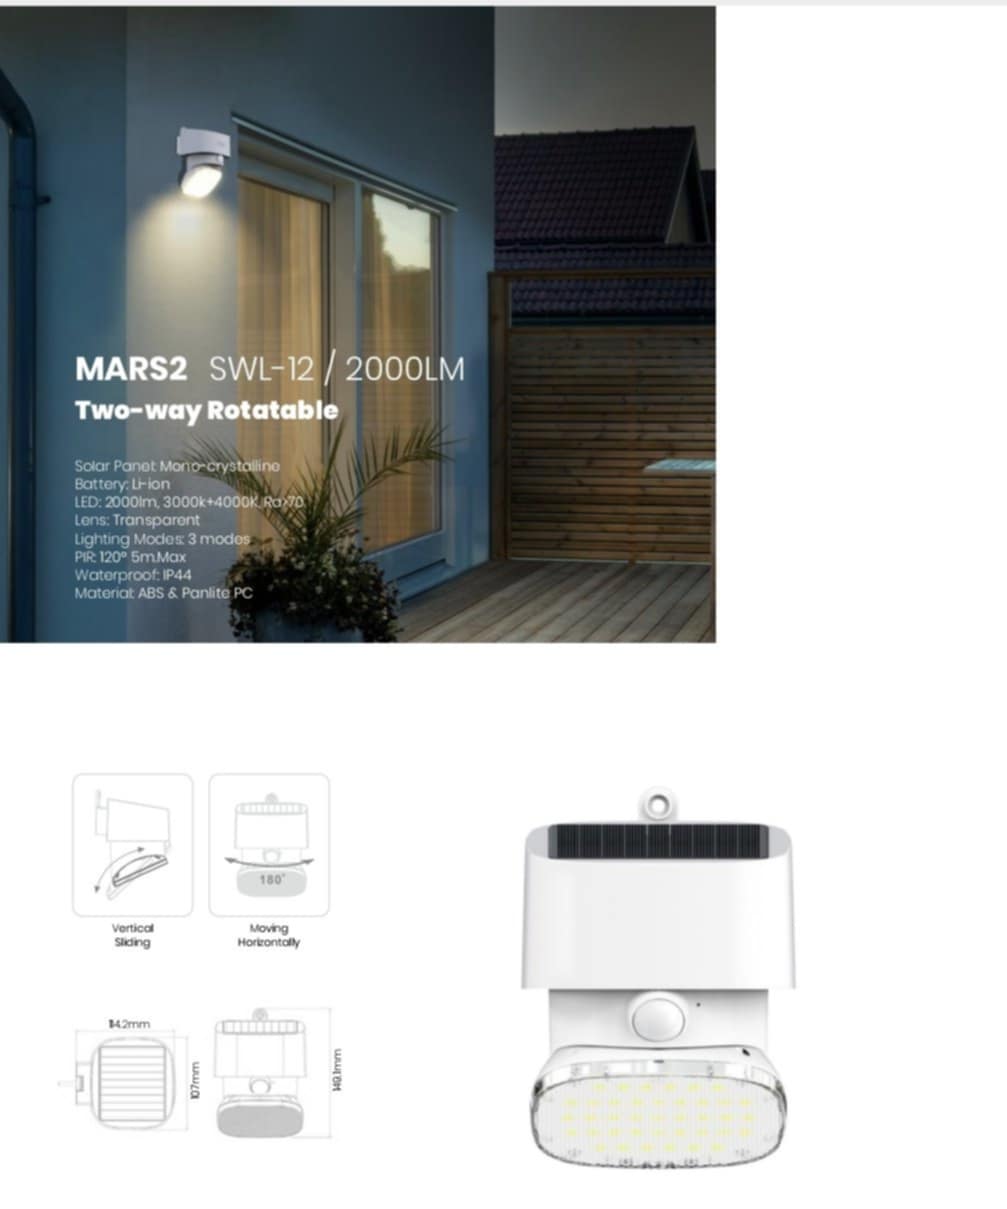 MARS2 SWL-12 / 2000LM
Two-way Rotatable
Solar Panel: Mono-crystalline
Battery: Li-ion
LED: 2000lm, 3000k+4000K, Ra>70
Lens: Transparent
Lighting Modes: 3 modes
PIR: 120° 5m.Max
Waterproof: IP44
Material: ABS & Panlite PC
180°
Vertical
Sliding
Moving
Horizontally
114.2mm
107mm
149.1mm